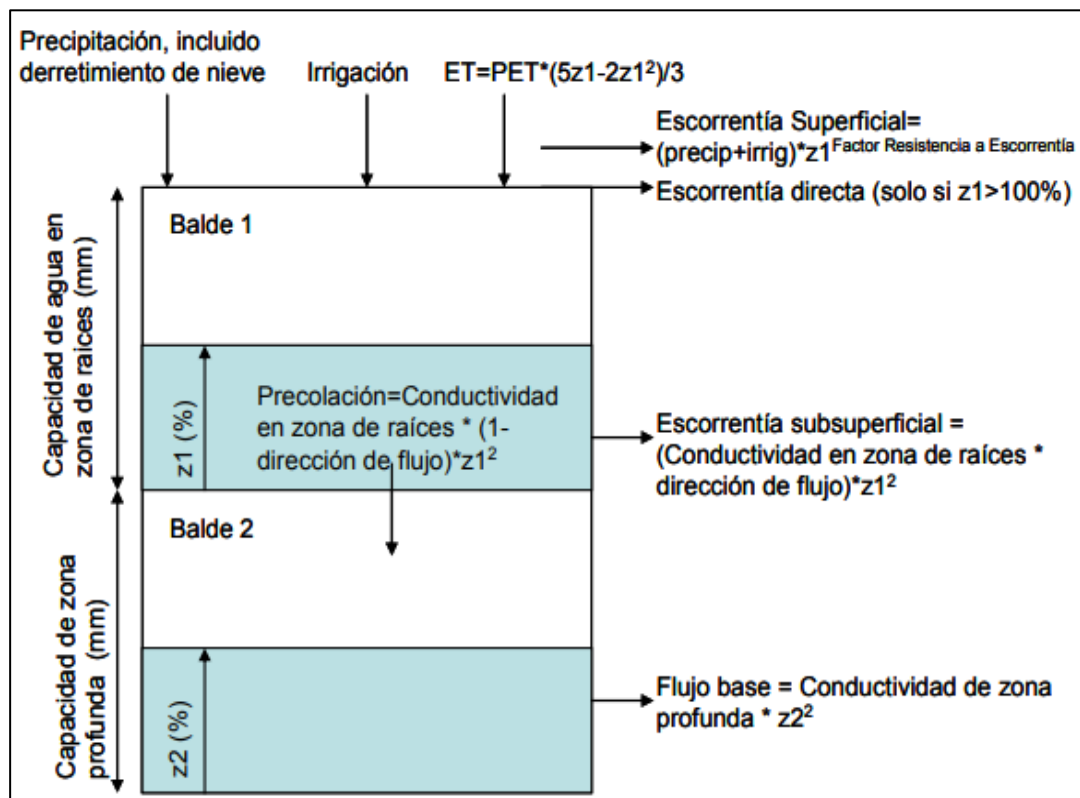 Precipitación, incluido
derretimiento de nieve
Irrigación
ET=PET*(5z1-2z1²)/3
Escorrentía Superficial=
(precip+irrig)*z1^Factor Resistencia a Escorrentía
Escorrentía directa (solo si z1>100%)
Capacidad de agua en
zona de raices (mm)
Balde 1
z1 (%)
Precolación=Conductividad
en zona de raíces * (1-
dirección de flujo)*z1²
Escorrentía subsuperficial =
(Conductividad en zona de raíces *
dirección de flujo)*z1²
Capacidad de zona
profunda (mm)
Balde 2
z2 (%)
Flujo base = Conductividad de zona
profunda * z2²